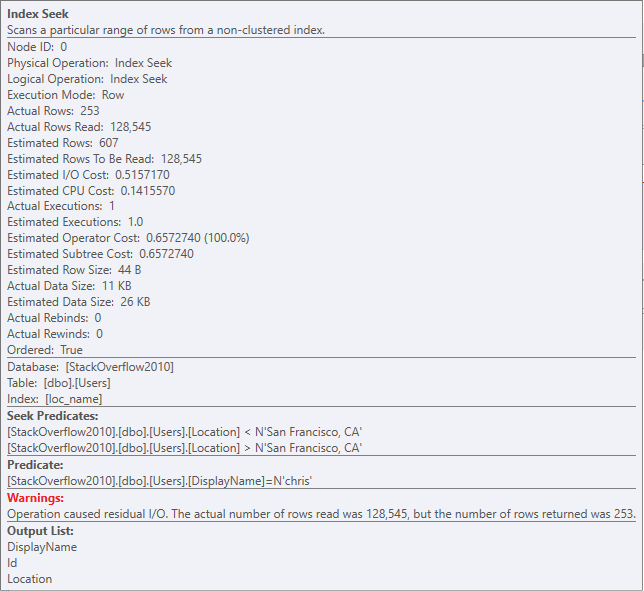 Index Seek
Scans a particular range of rows from a non-clustered index.
Node ID: 0
Physical Operation: Index Seek
Logical Operation: Index Seek
Execution Mode: Row
Actual Rows: 253
Actual Rows Read: 128,545
Estimated Rows: 607
Estimated Rows To Be Read: 128,545
Estimated I/O Cost: 0.5157170
Estimated CPU Cost: 0.1415570
Actual Executions: 1
Estimated Executions: 1.0
Estimated Operator Cost: 0.6572740 (100.0%)
Estimated Subtree Cost: 0.6572740
Estimated Row Size: 44 B
Actual Data Size: 11 KB
Estimated Data Size: 26 KB
Actual Rebinds: 0
Actual Rewinds: 0
Ordered: True
Database: [StackOverflow2010]
Table: [dbo].[Users]
Index: [loc_name]
Seek Predicates:
[StackOverflow2010].[dbo].[Users].[Location] < N'San Francisco, CA'
[StackOverflow2010].[dbo].[Users].[Location] > N'San Francisco, CA'
Predicate:
[StackOverflow2010].[dbo].[Users].[DisplayName]=N'chris'
Warnings:
Operation caused residual I/O. The actual number of rows read was 128,545, but the number of rows returned was 253.
Output List:
DisplayName
Id
Location